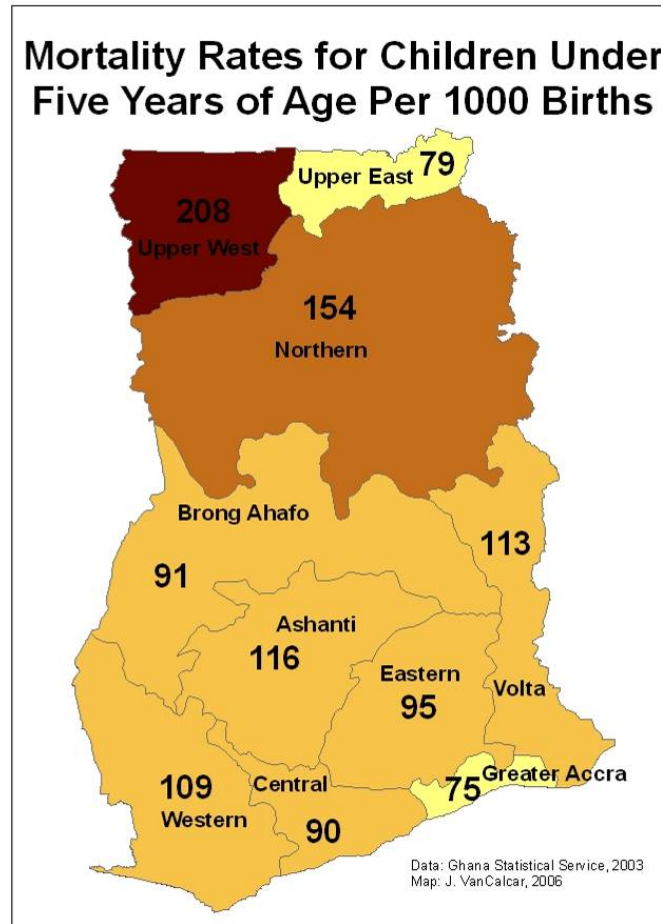 Mortality Rates for Children Under
Five Years of Age Per 1000 Births
Upper East 79
208
Upper West
154
Northern
Brong Ahafo
91
113
Ashanti
116
Eastern
95
Volta
109
Western
Central
90
75
Greater Accra
Data: Ghana Statistical Service, 2003
Map: J. VanCalcar, 2006